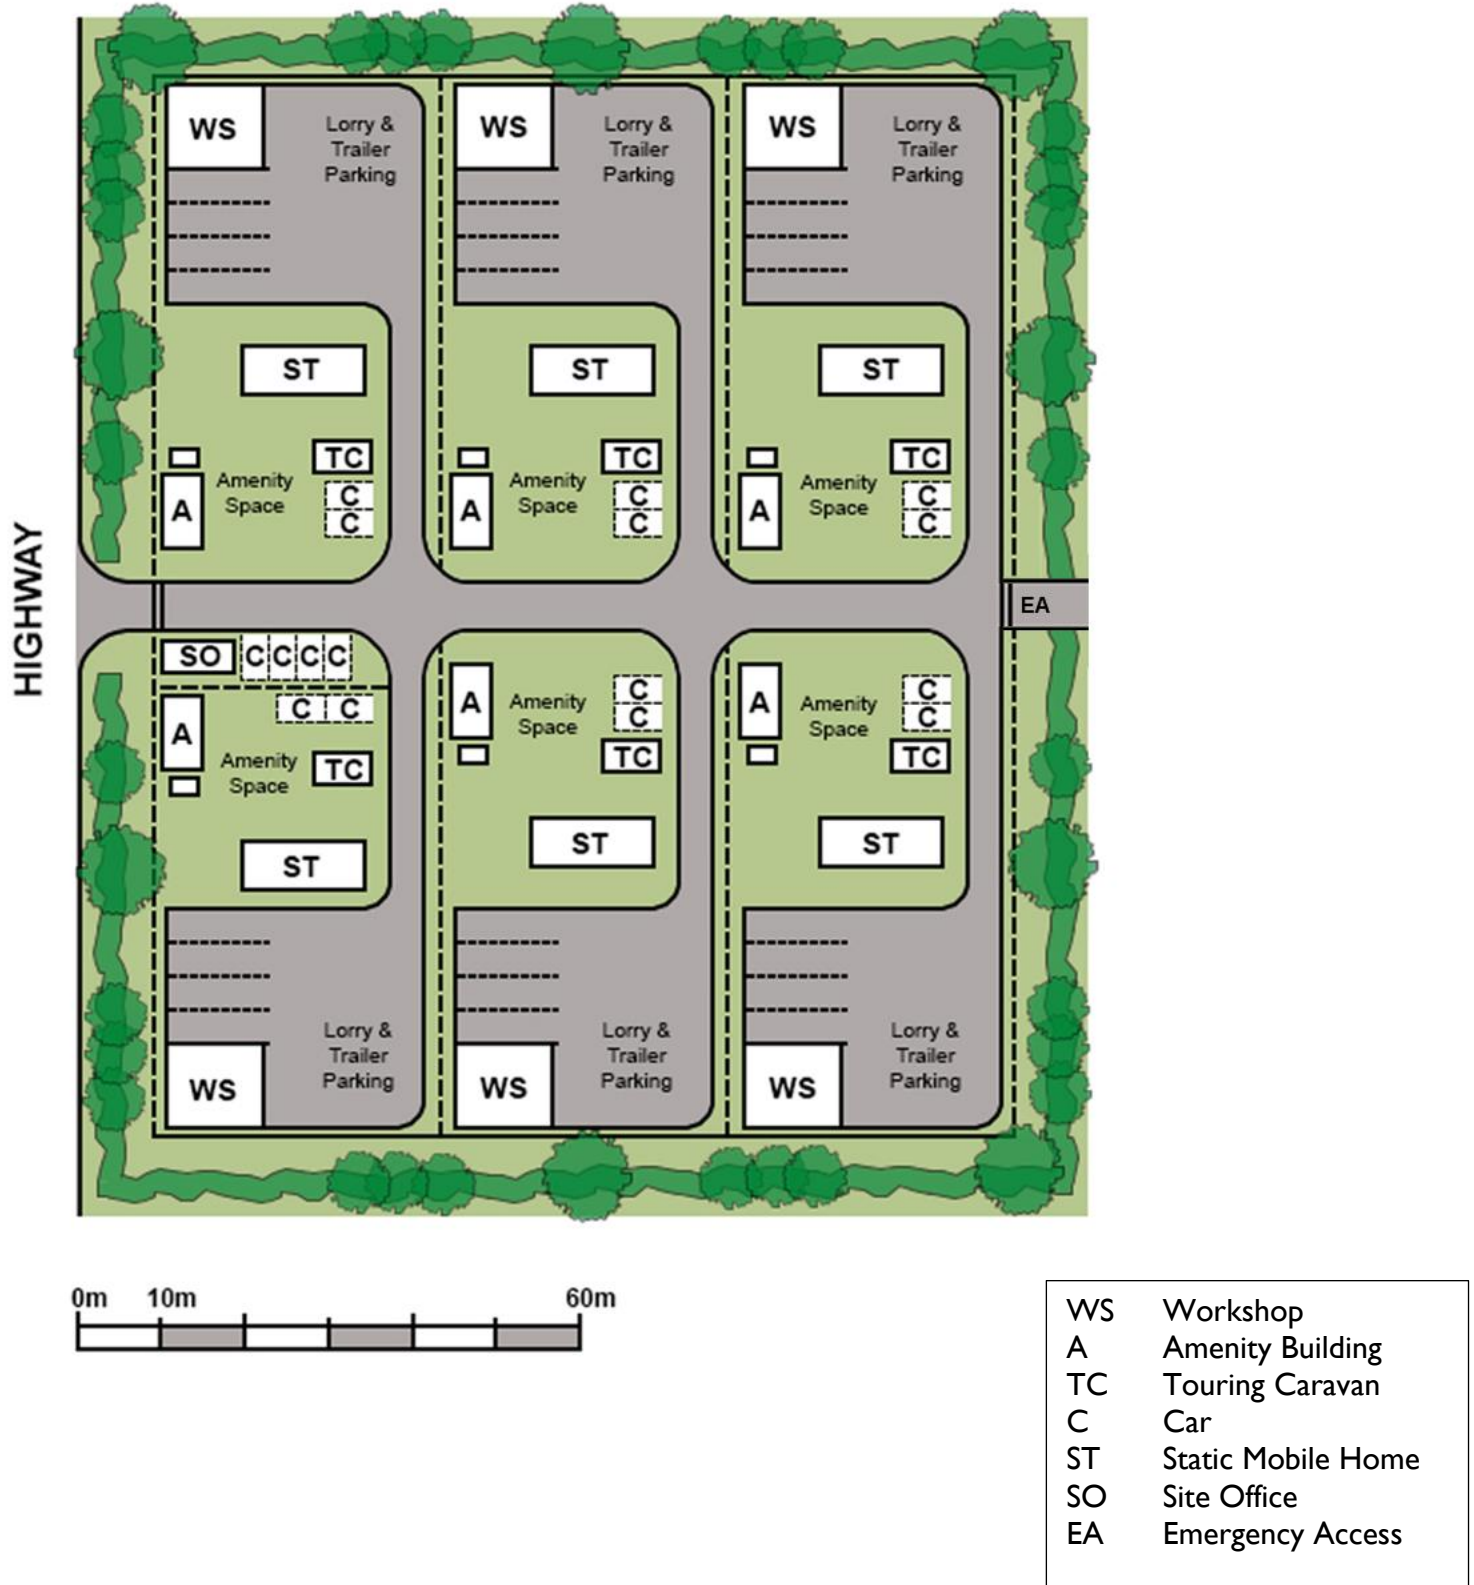 WS
Lorry &
Trailer
Parking
WS
Lorry &
Trailer
Parking
WS
Lorry &
Trailer
Parking
ST
ST
ST
TC
Amenity
Space
C
C
A
TC
Amenity
Space
C
C
A
TC
Amenity
Space
C
C
A
HIGHWAY
EA
SO
C C C C
A
C C
Amenity
Space
TC
ST
A
Amenity
Space
C
C
TC
ST
A
Amenity
Space
C
C
TC
ST
Lorry &
Trailer
Parking
WS
Lorry &
Trailer
Parking
WS
Lorry &
Trailer
Parking
WS
0m 10m 60m
WS Workshop
A Amenity Building
TC Touring Caravan
C Car
ST Static Mobile Home
SO Site Office
EA Emergency Access